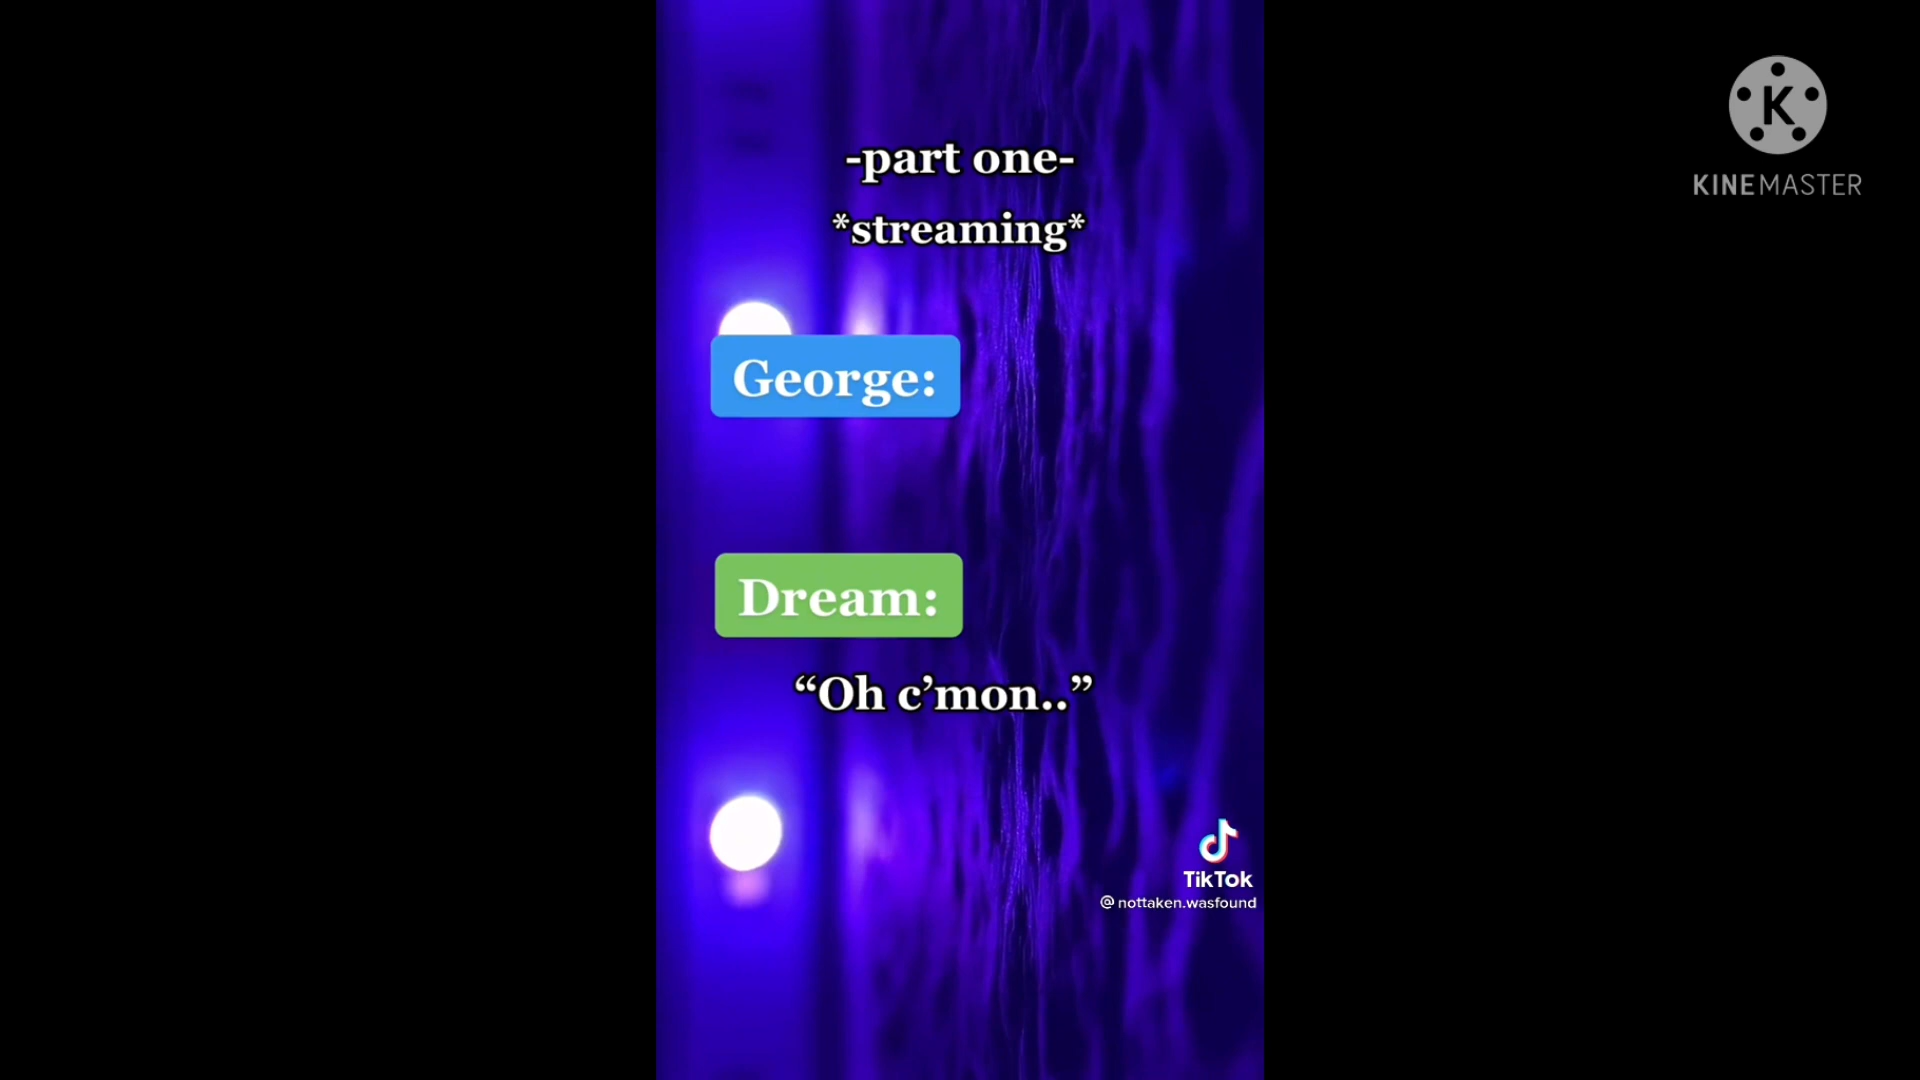 -part one-
*streaming*
George:
Dream:
“Oh c’mon..”
K
KINEMASTER
TikTok
@nottaken.wasfound